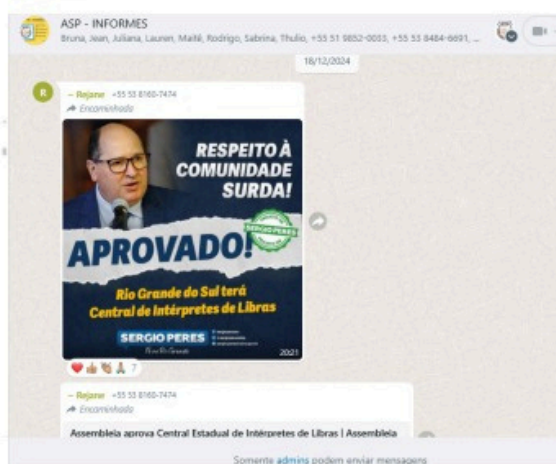 ASP - INFORMES
Bruna, Jean, Juliana, Lauren, Maitê, Rodrigo, Sabrina, Thulio, +55 51 9852-0033, +55 53 8484-6691, ...
18/12/2024
R
~ Rejane +55 53 8160-7474
Encaminhada
RESPEITO À
COMUNIDADE
SURDA!
SERGIO PERES
APROVADO!
Rio Grande do Sul terá
Central de Intérpretes de Libras
SERGIO PERES
20:21
7
~ Rejane +55 53 8160-7474
Encaminhada
Assembleia aprova Central Estadual de Intérpretes de Libras | Assembleia
Somente admins podem enviar mensagens